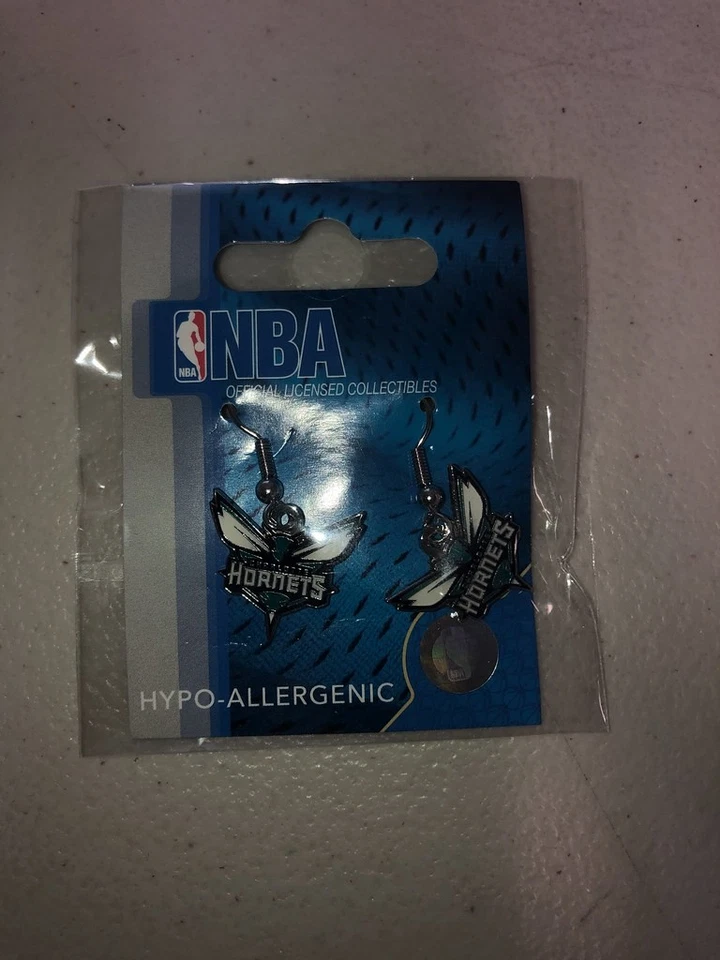 NBA
NBA
OFFICIAL LICENSED COLLECTIBLES
HORNETS
HORNETS
HYPO-ALLERGENIC